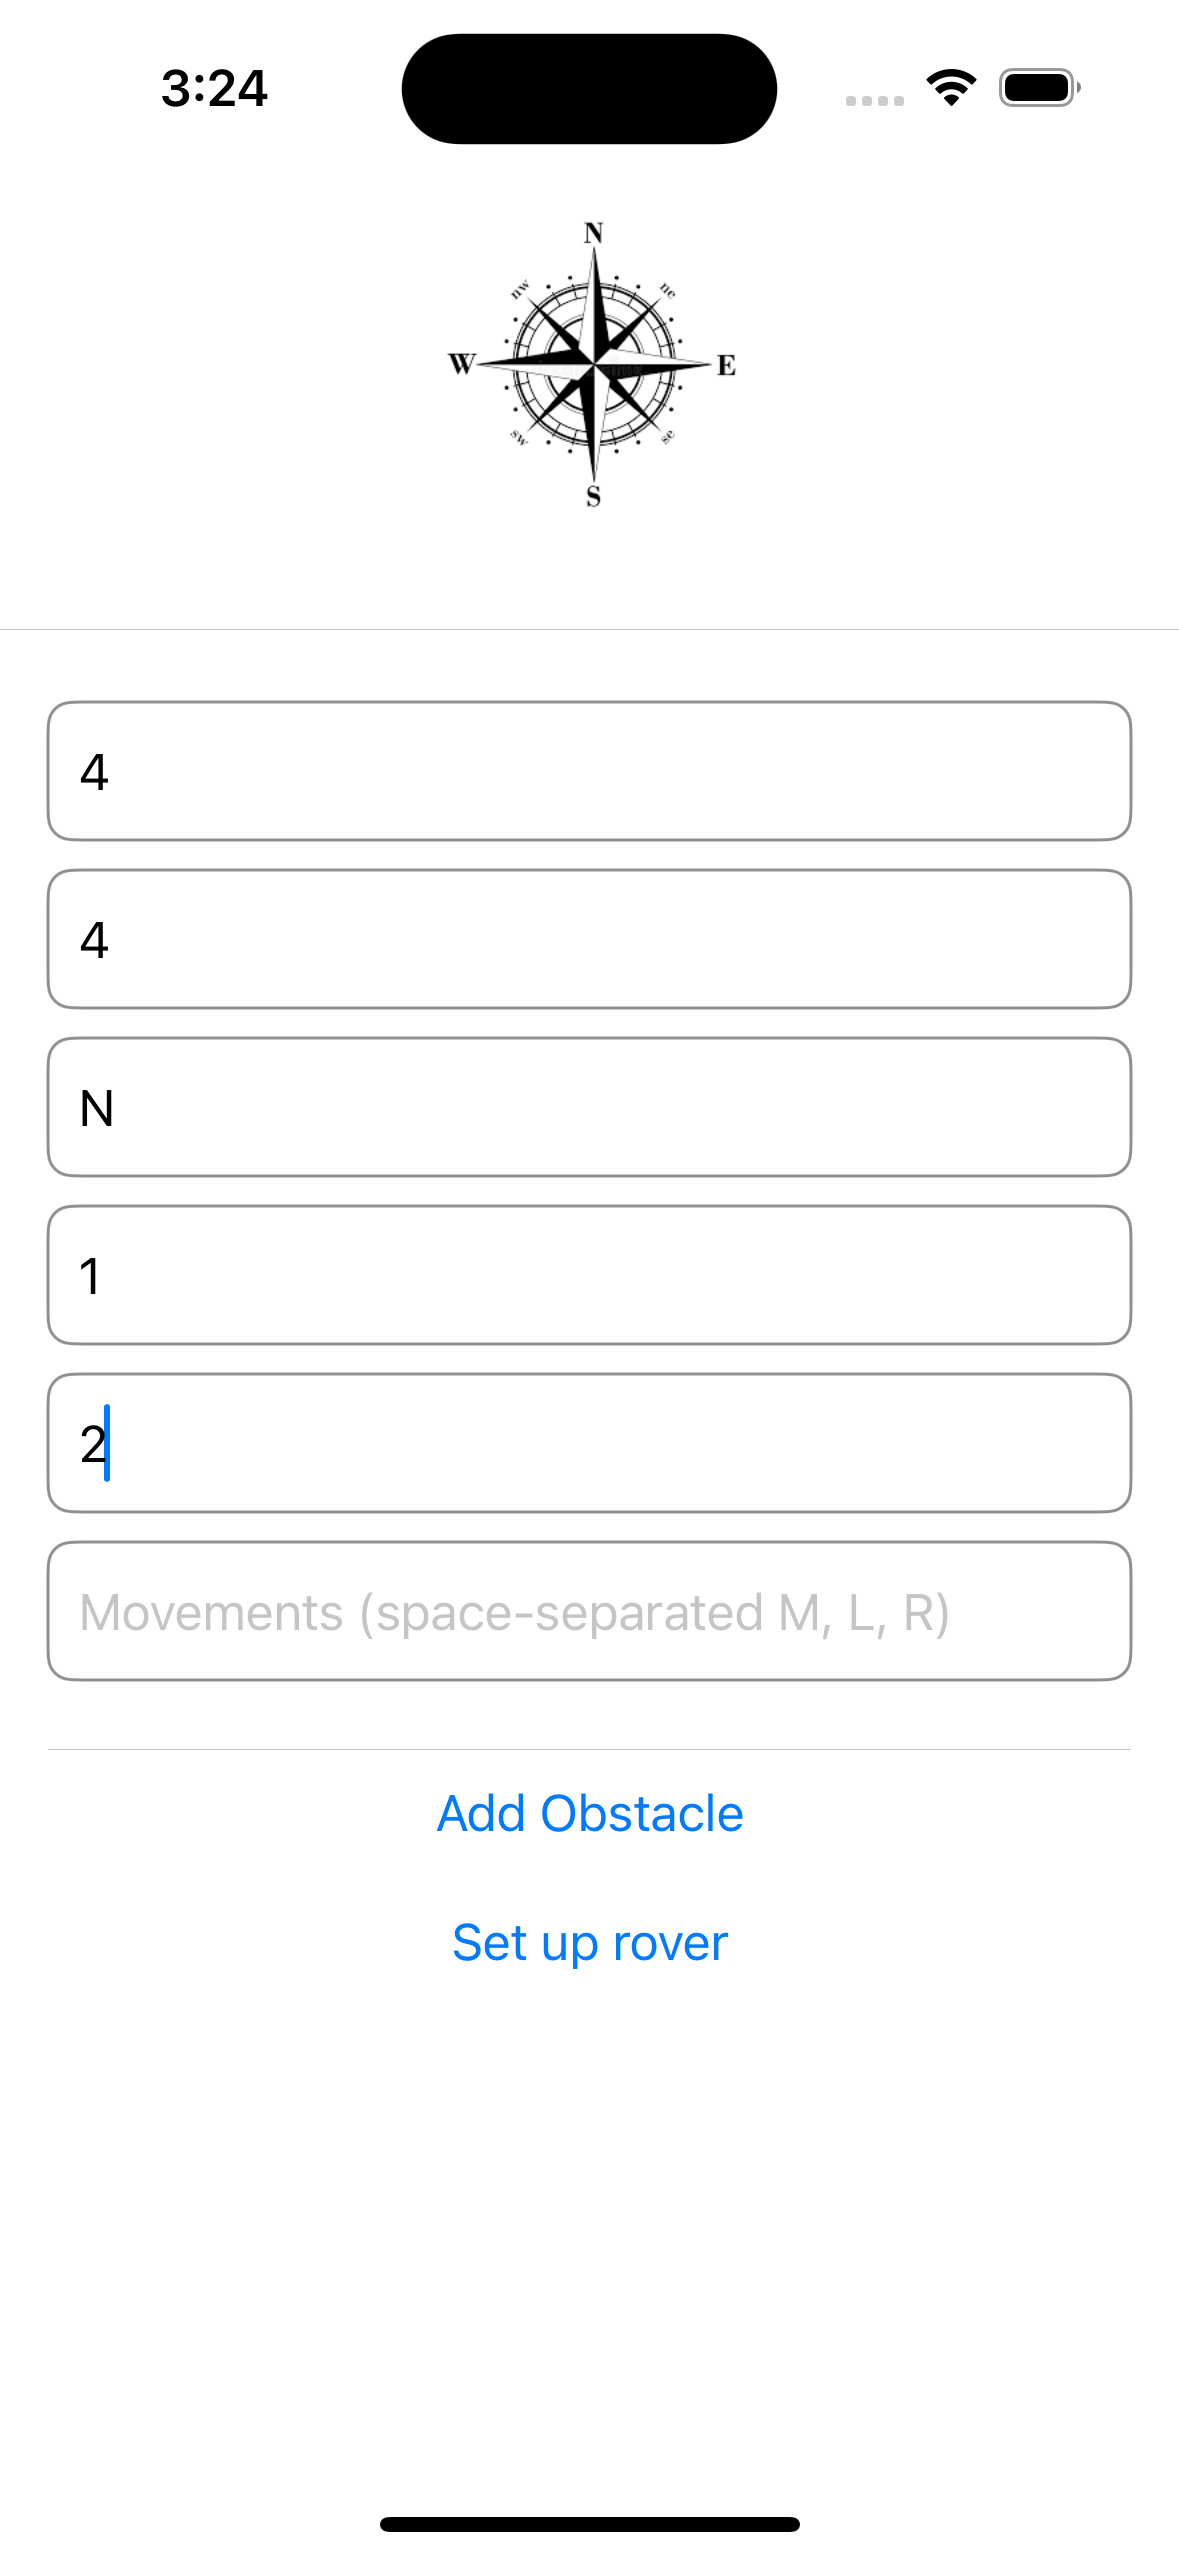 3:24
N
nw ne
W E
sw se
S
4
4
N
1
2
Movements (space-separated M, L, R)
Add Obstacle
Set up rover